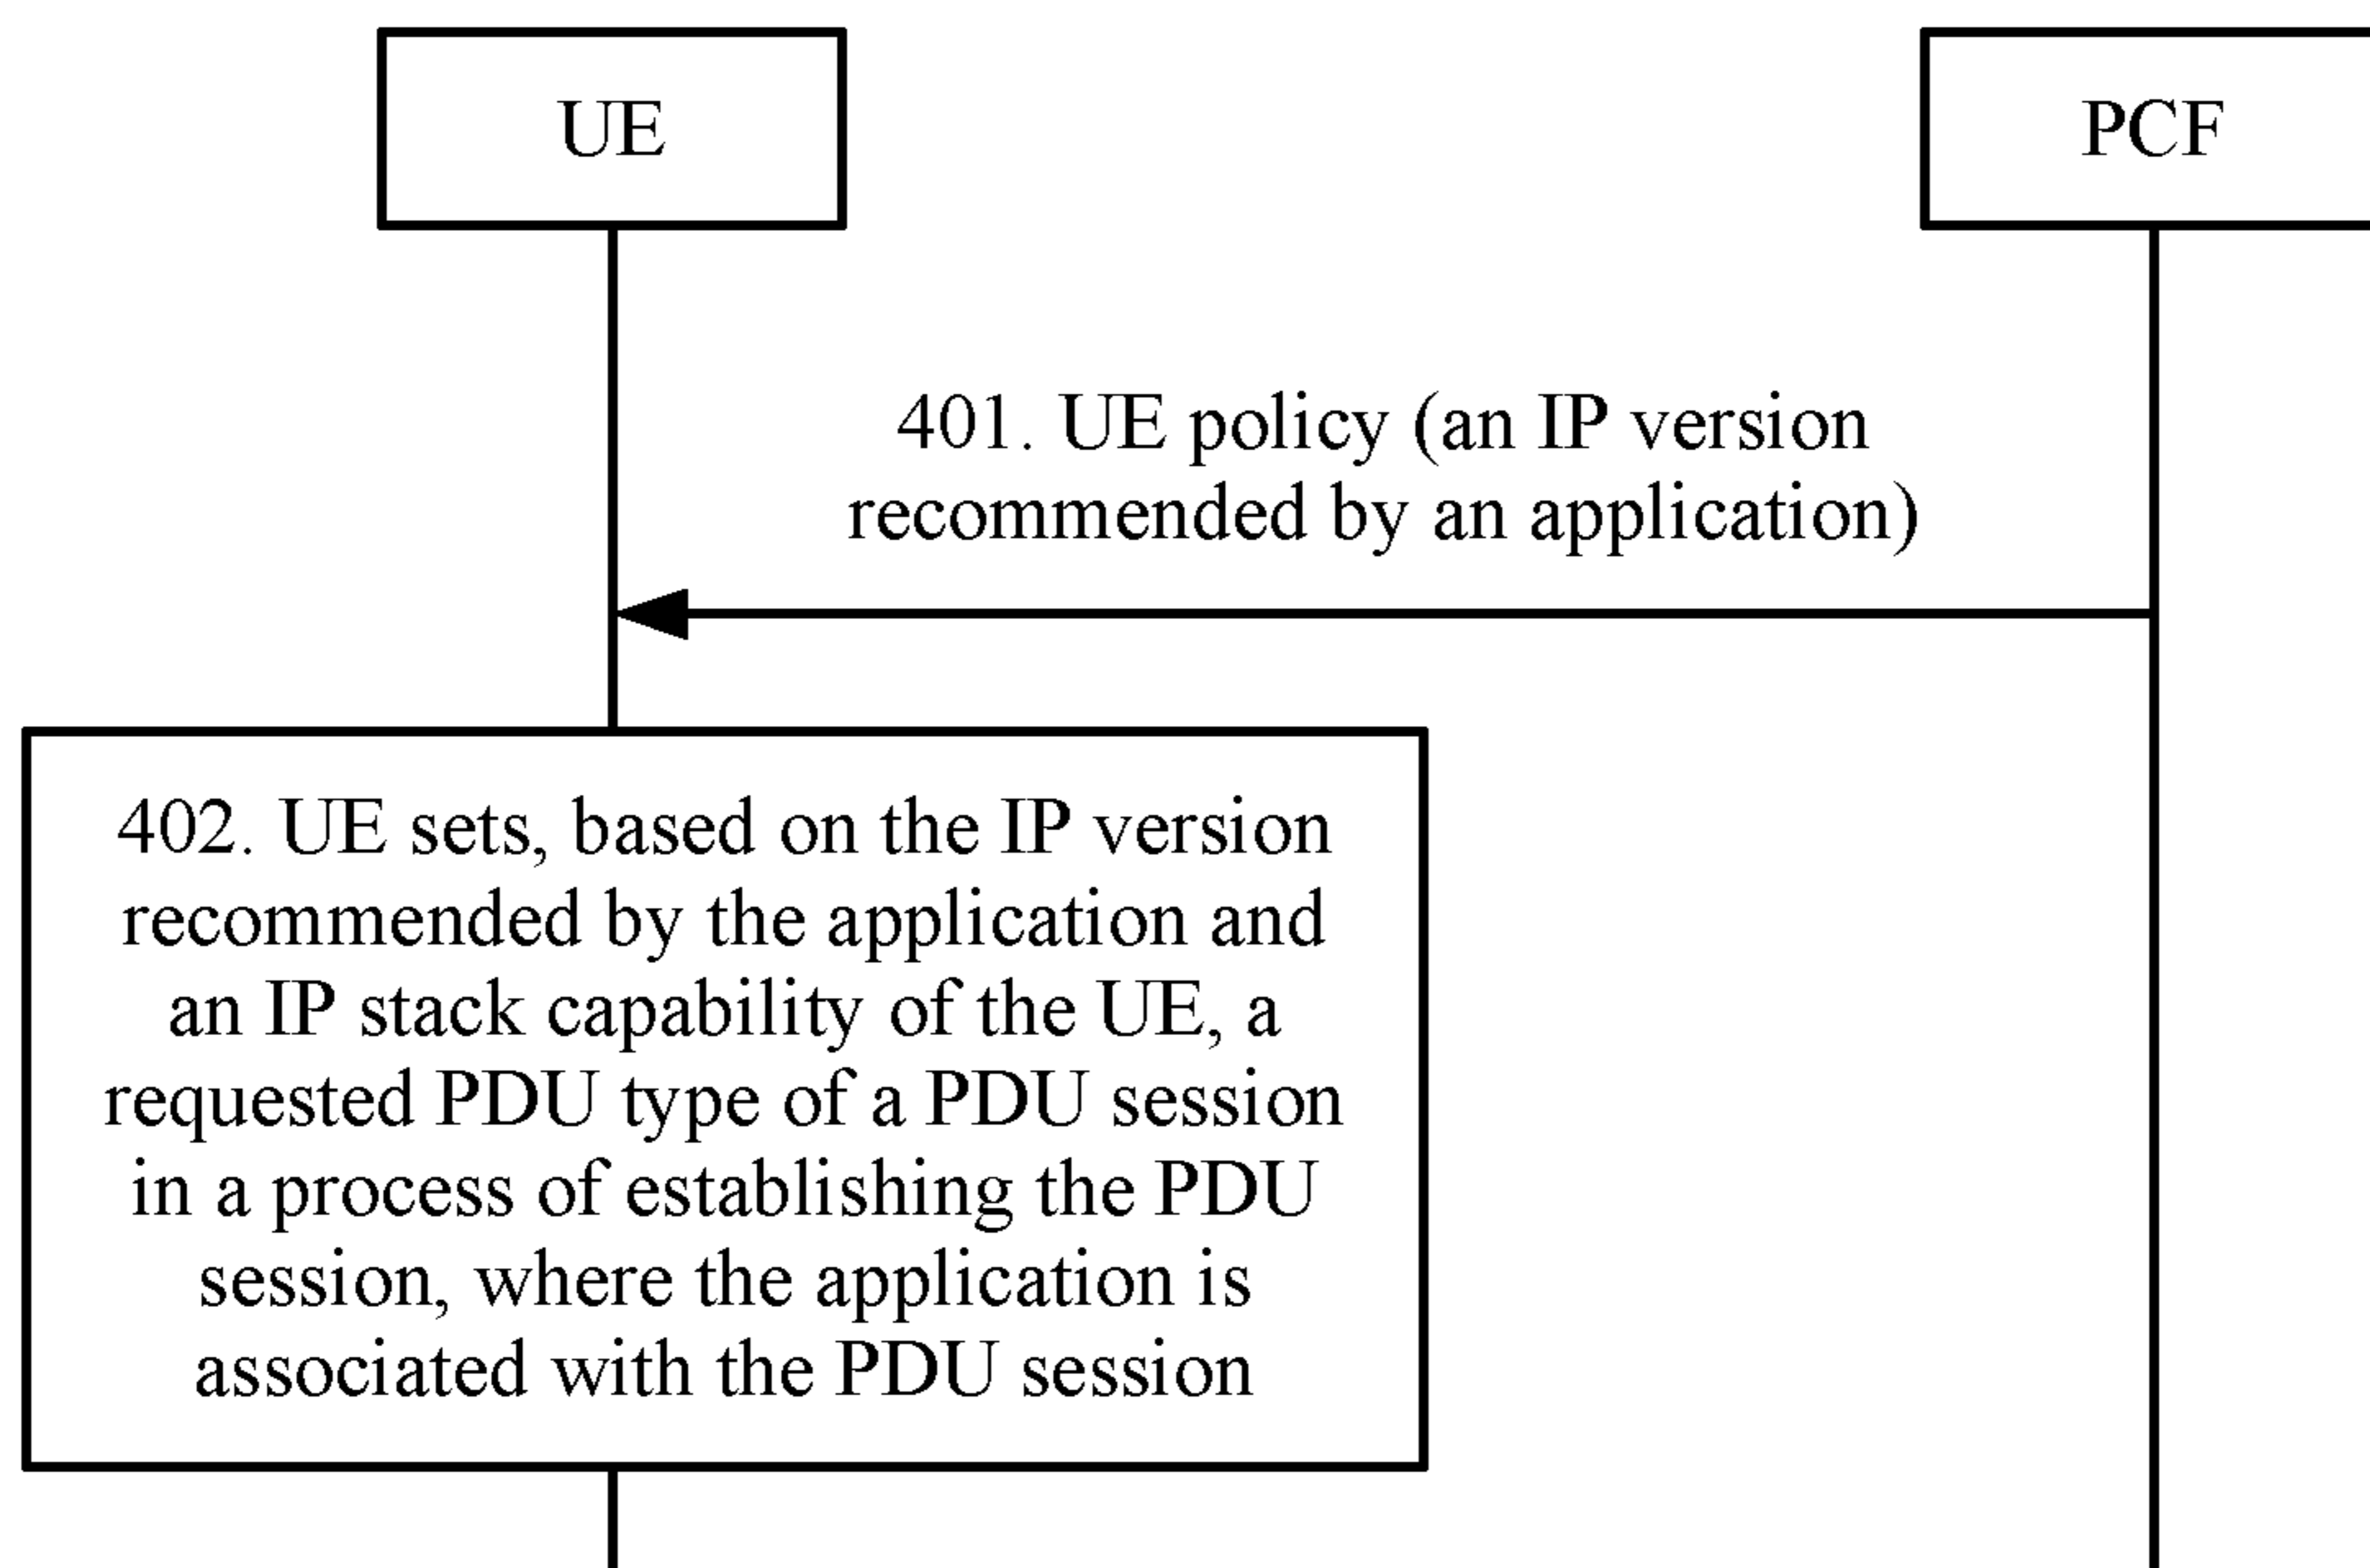 UE
PCF
401. UE policy (an IP version
recommended by an application)
402. UE sets, based on the IP version
recommended by the application and
an IP stack capability of the UE, a
requested PDU type of a PDU session
in a process of establishing the PDU
session, where the application is
associated with the PDU session